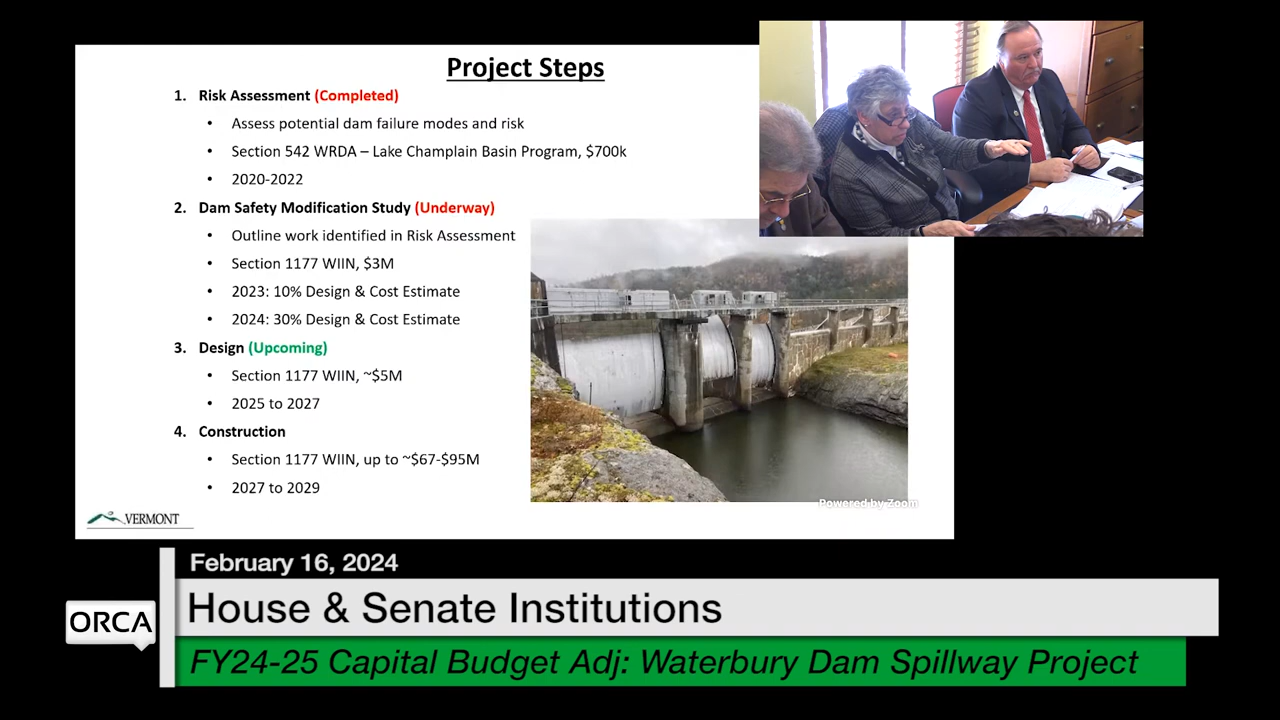 Project Steps
1. Risk Assessment (Completed)
• Assess potential dam failure modes and risk
• Section 542 WRDA – Lake Champlain Basin Program, $700k
• 2020-2022
2. Dam Safety Modification Study (Underway)
• Outline work identified in Risk Assessment
• Section 1177 WIIN, $3M
• 2023: 10% Design & Cost Estimate
• 2024: 30% Design & Cost Estimate
3. Design (Upcoming)
• Section 1177 WIIN, ~$5M
• 2025 to 2027
4. Construction
• Section 1177 WIIN, up to ~$67-$95M
• 2027 to 2029
Powered by Zoom
VERMONT
February 16, 2024
ORCA
House & Senate Institutions
FY24-25 Capital Budget Adj: Waterbury Dam Spillway Project